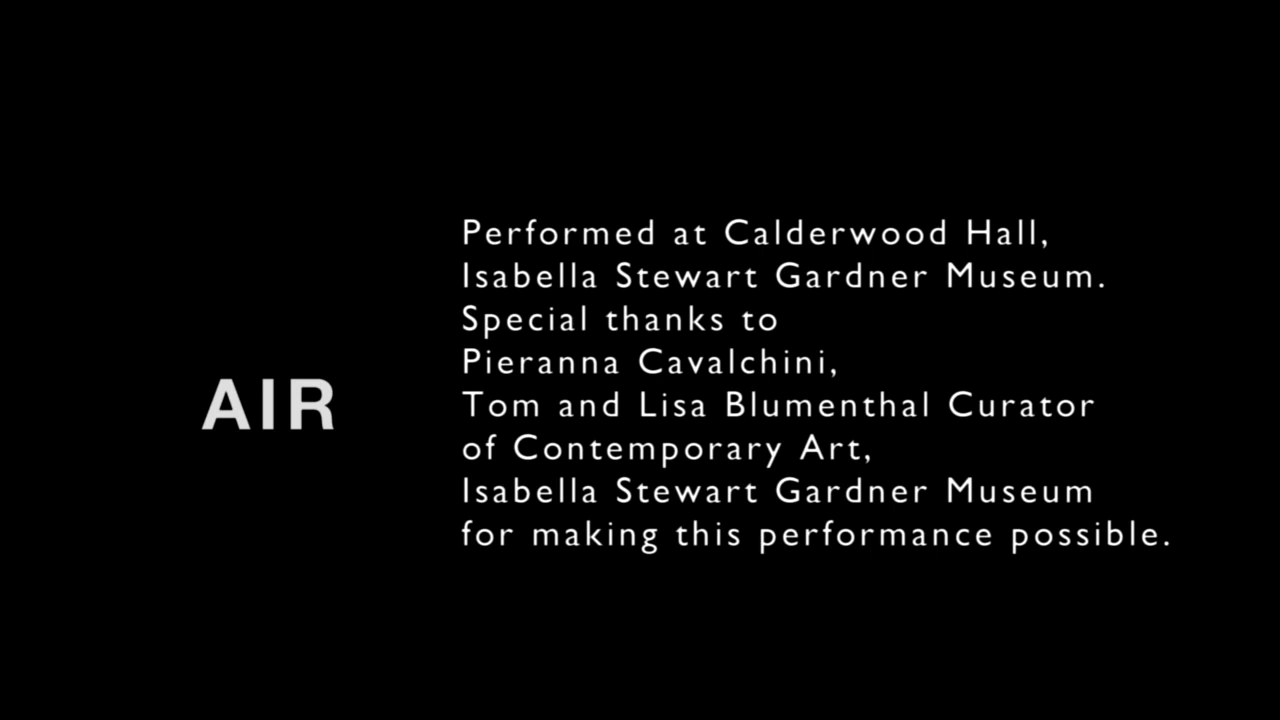 AIR
Performed at Calderwood Hall,
Isabella Stewart Gardner Museum.
Special thanks to
Pieranna Cavalchini,
Tom and Lisa Blumenthal Curator
of Contemporary Art,
Isabella Stewart Gardner Museum
for making this performance possible.